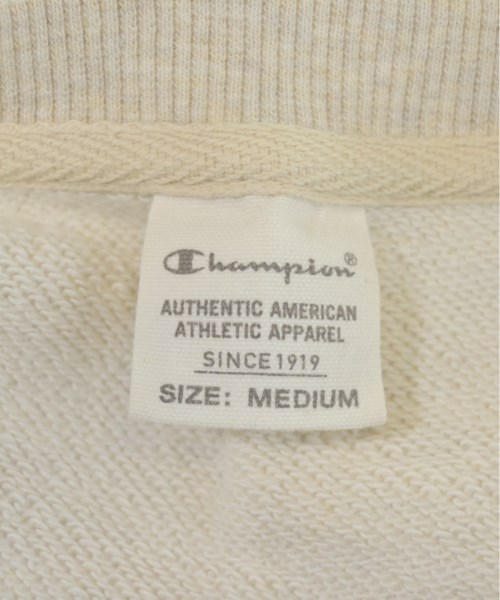 Champion®
AUTHENTIC AMERICAN
ATHLETIC APPAREL
SINCE 1919
SIZE: MEDIUM